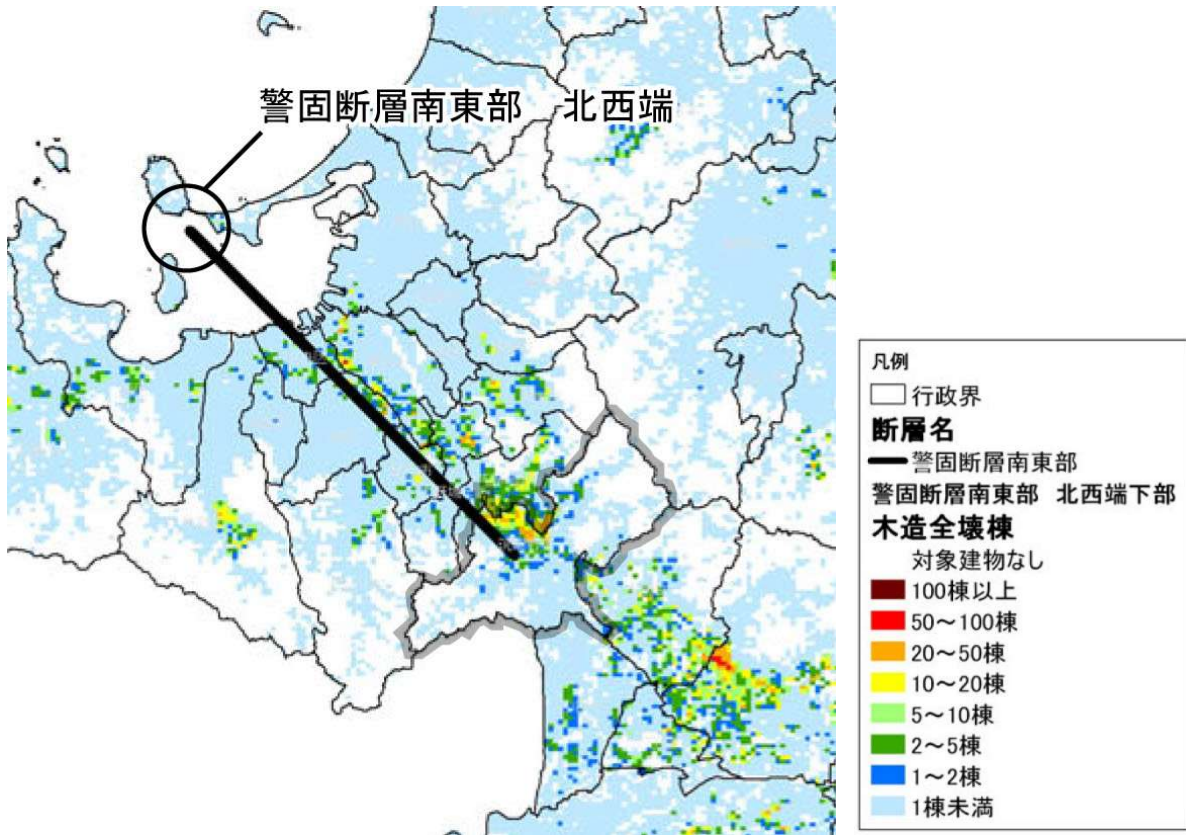 警固断層南東部　北西端
凡例
行政界
断層名
警固断層南東部
警固断層南東部　北西端下部
木造全壊棟
対象建物なし
100棟以上
50～100棟
20～50棟
10～20棟
5～10棟
2～5棟
1～2棟
1棟未満